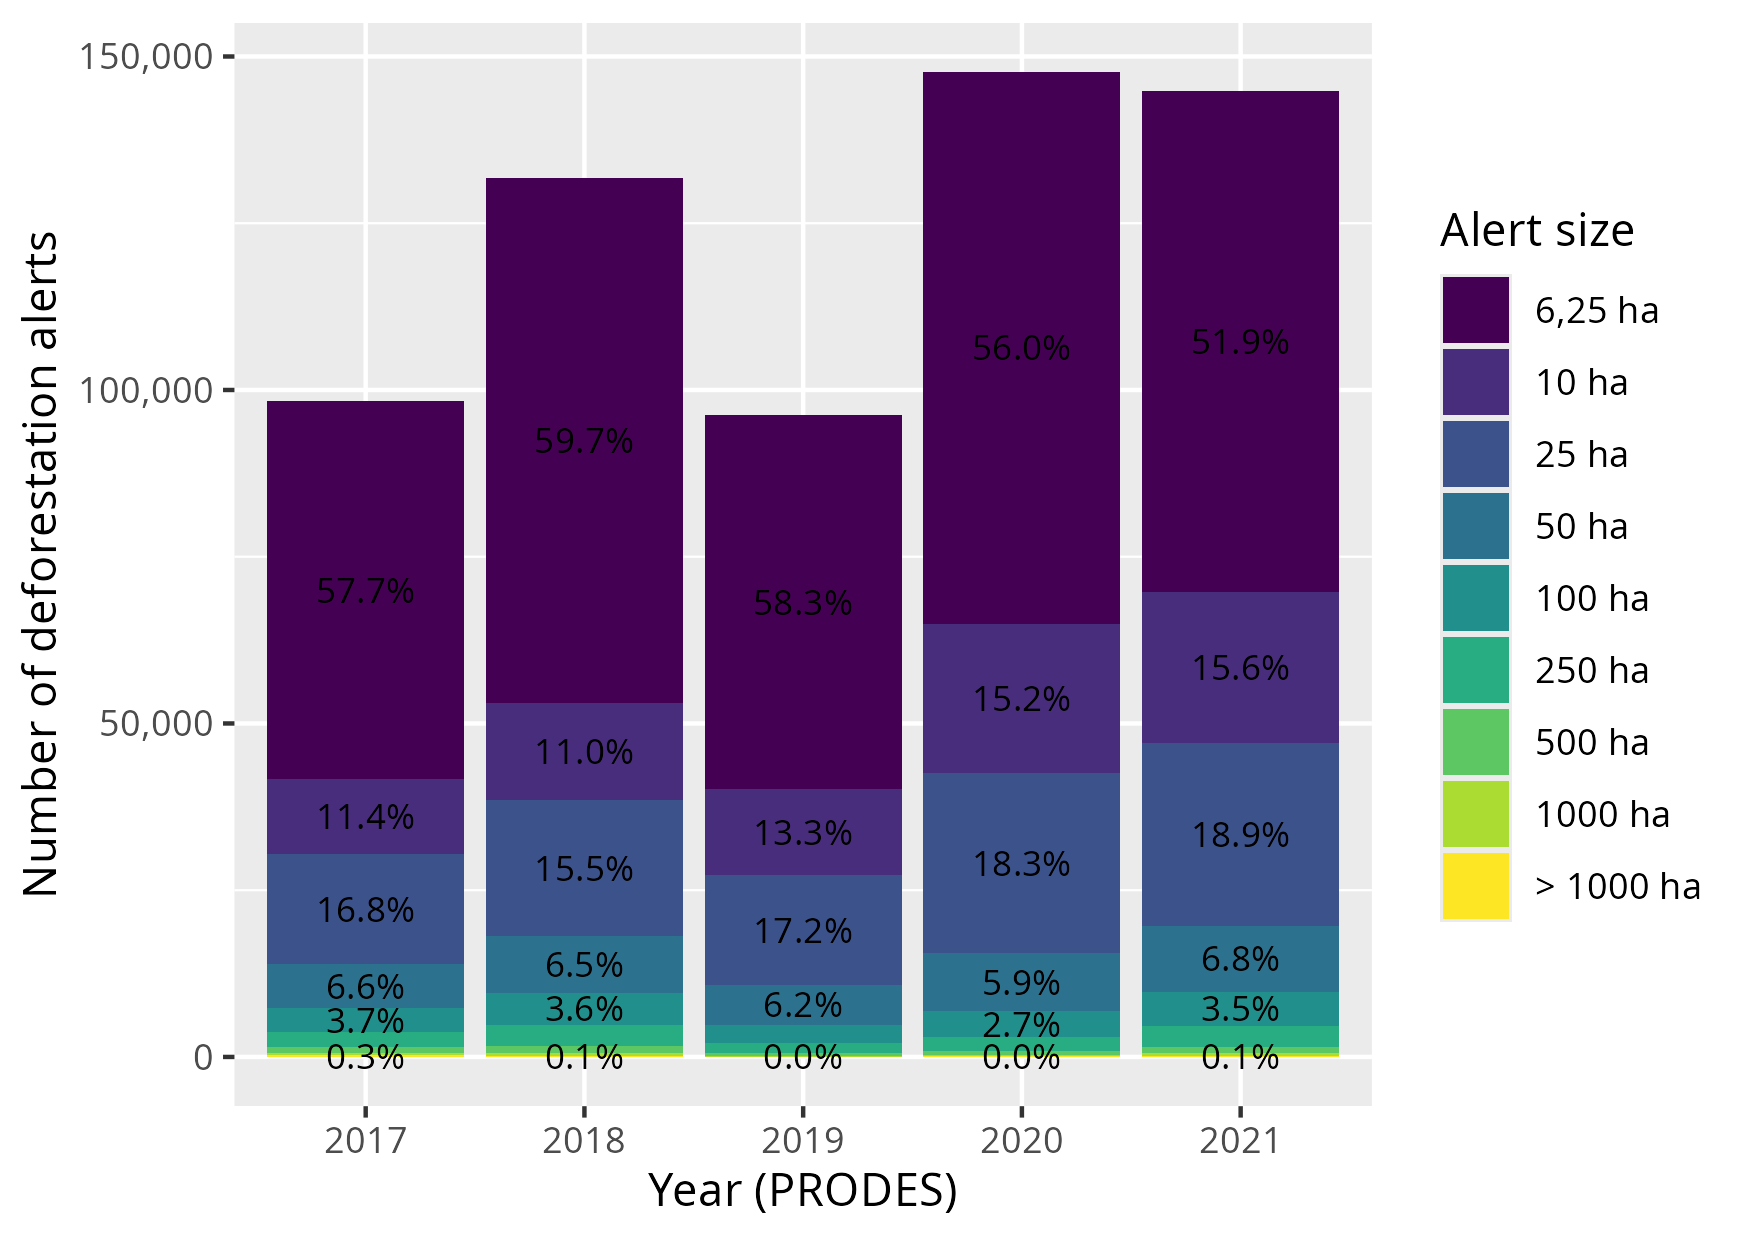 150,000
100,000
50,000
0
Number of deforestation alerts
57.7%
11.4%
16.8%
6.6%
3.7%
0.3%
59.7%
11.0%
15.5%
6.5%
3.6%
0.1%
58.3%
13.3%
17.2%
6.2%
0.0%
56.0%
15.2%
18.3%
5.9%
2.7%
0.0%
51.9%
15.6%
18.9%
6.8%
3.5%
0.1%
2017 2018 2019 2020 2021
Year (PRODES)
Alert size
6,25 ha
10 ha
25 ha
50 ha
100 ha
250 ha
500 ha
1000 ha
> 1000 ha